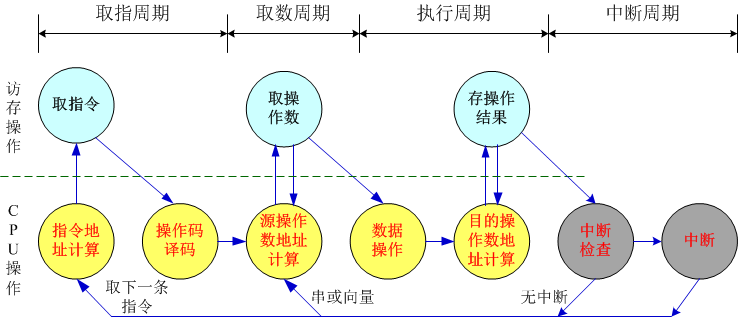 取指周期
取数周期
执行周期
中断周期
访存操作
取指令
取操
作数
存操作
结果
CPU操作
指令地
址计算
操作码
译码
源操作
数地址
计算
数据
操作
目的操
作数地
址计算
中断
检查
中断
取下一条
指令
串或向量
无中断